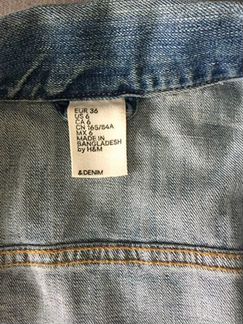 EUR 36
US 6
CA 6
CN 165/84A
MX 6
MADE IN
BANGLADESH
by H&M
&DENIM